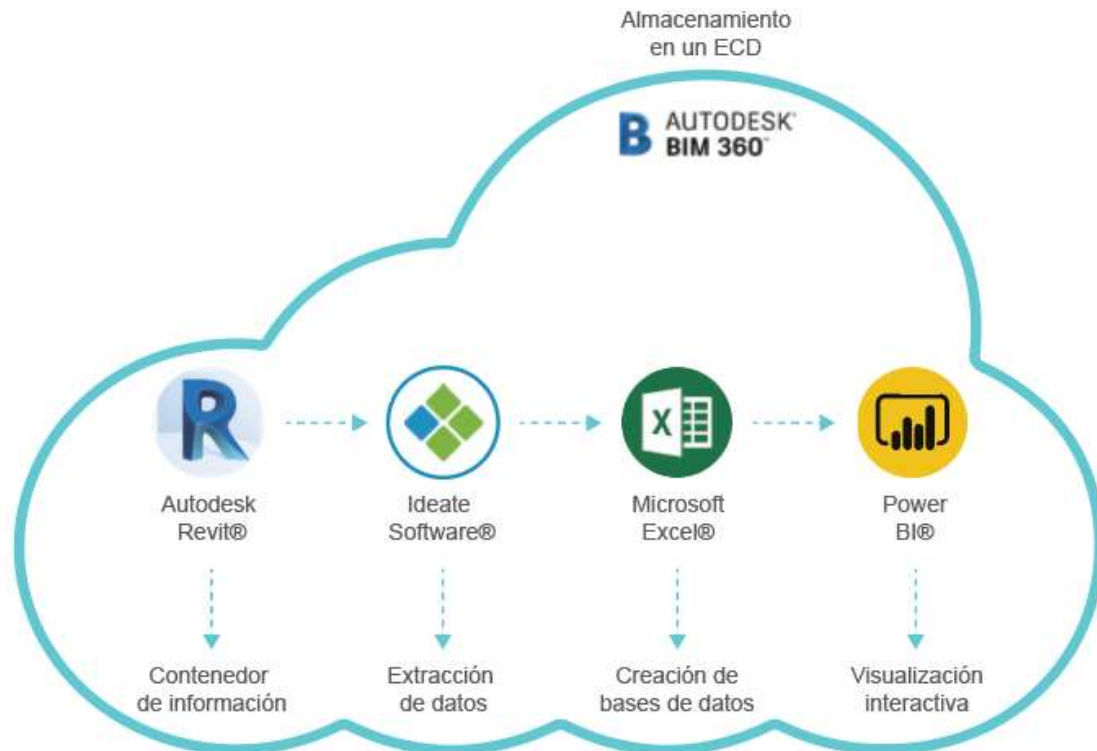 Almacenamiento
en un ECD
B AUTODESK®
BIM 360™
R
X
Autodesk
Revit®
Ideate
Software®
Microsoft
Excel®
Power
BI®
Contenedor
de información
Extracción
de datos
Creación de
bases de datos
Visualización
interactiva